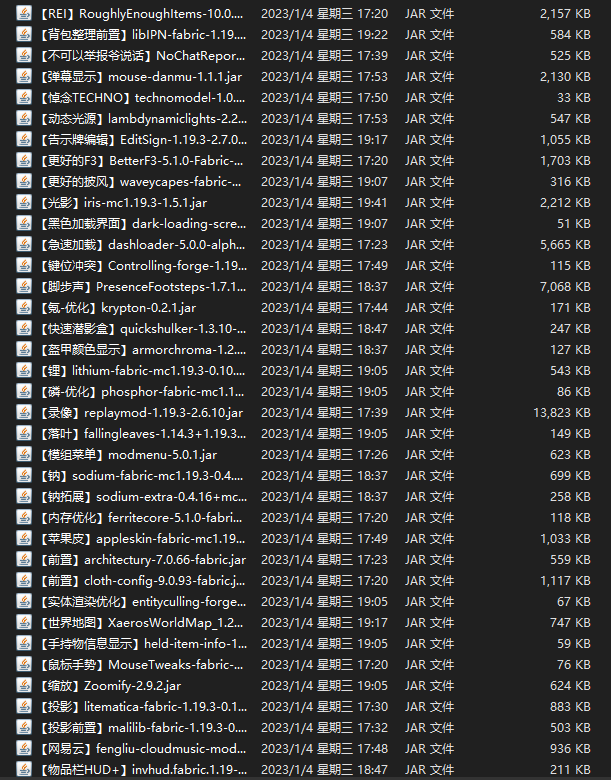 【REI】RoughlyEnoughItems-10.0.... 2023/1/4 星期三 17:20 JAR 文件 2,157 KB
【背包整理前置】libIPN-fabric-1.19.... 2023/1/4 星期三 19:22 JAR 文件 584 KB
【不可以举报爷说话】NoChatRepor... 2023/1/4 星期三 17:39 JAR 文件 525 KB
【弹幕显示】mouse-danmu-1.1.1.jar 2023/1/4 星期三 17:53 JAR 文件 2,130 KB
【悼念TECHNO】technomodel-1.0.... 2023/1/4 星期三 17:50 JAR 文件 33 KB
【动态光源】lambdynamiclights-2.2... 2023/1/4 星期三 17:53 JAR 文件 547 KB
【告示牌编辑】EditSign-1.19.3-2.7.0... 2023/1/4 星期三 19:17 JAR 文件 1,055 KB
【更好的F3】BetterF3-5.1.0-Fabric-... 2023/1/4 星期三 17:20 JAR 文件 1,703 KB
【更好的披风】waveycapes-fabric-... 2023/1/4 星期三 19:07 JAR 文件 316 KB
【光影】iris-mc1.19.3-1.5.1.jar 2023/1/4 星期三 19:41 JAR 文件 2,212 KB
【黑色加载界面】dark-loading-scre... 2023/1/4 星期三 19:07 JAR 文件 51 KB
【急速加载】dashloader-5.0.0-alph... 2023/1/4 星期三 17:23 JAR 文件 5,665 KB
【键位冲突】Controlling-forge-1.19... 2023/1/4 星期三 17:49 JAR 文件 115 KB
【脚步声】PresenceFootsteps-1.7.1... 2023/1/4 星期三 18:37 JAR 文件 7,068 KB
【氪-优化】krypton-0.2.1.jar 2023/1/4 星期三 17:44 JAR 文件 171 KB
【快速潜影盒】quickshulker-1.3.10-... 2023/1/4 星期三 18:47 JAR 文件 247 KB
【盔甲颜色显示】armorchroma-1.2.... 2023/1/4 星期三 18:37 JAR 文件 127 KB
【锂】lithium-fabric-mc1.19.3-0.10.... 2023/1/4 星期三 19:05 JAR 文件 543 KB
【磷-优化】phosphor-fabric-mc1.1... 2023/1/4 星期三 19:05 JAR 文件 86 KB
【录像】replaymod-1.19.3-2.6.10.jar 2023/1/4 星期三 17:39 JAR 文件 13,823 KB
【落叶】fallingleaves-1.14.3+1.19.3... 2023/1/4 星期三 19:05 JAR 文件 149 KB
【模组菜单】modmenu-5.0.1.jar 2023/1/4 星期三 17:26 JAR 文件 623 KB
【钠】sodium-fabric-mc1.19.3-0.4.... 2023/1/4 星期三 18:37 JAR 文件 699 KB
【钠拓展】sodium-extra-0.4.16+mc... 2023/1/4 星期三 18:37 JAR 文件 258 KB
【内存优化】ferritecore-5.1.0-fabri... 2023/1/4 星期三 17:20 JAR 文件 118 KB
【苹果皮】appleskin-fabric-mc1.19... 2023/1/4 星期三 17:49 JAR 文件 1,033 KB
【前置】architectury-7.0.66-fabric.jar 2023/1/4 星期三 17:23 JAR 文件 559 KB
【前置】cloth-config-9.0.93-fabric.j... 2023/1/4 星期三 17:20 JAR 文件 1,117 KB
【实体渲染优化】entityculling-forge... 2023/1/4 星期三 19:05 JAR 文件 67 KB
【世界地图】XaerosWorldMap_1.2... 2023/1/4 星期三 19:17 JAR 文件 747 KB
【手持物信息显示】held-item-info-1... 2023/1/4 星期三 19:05 JAR 文件 59 KB
【鼠标手势】MouseTweaks-fabric-... 2023/1/4 星期三 17:20 JAR 文件 76 KB
【缩放】Zoomify-2.9.2.jar 2023/1/4 星期三 19:05 JAR 文件 624 KB
【投影】litematica-fabric-1.19.3-0.1... 2023/1/4 星期三 17:30 JAR 文件 883 KB
【投影前置】malilib-fabric-1.19.3-0.... 2023/1/4 星期三 17:32 JAR 文件 503 KB
【网易云】fengliu-cloudmusic-mod... 2023/1/4 星期三 17:48 JAR 文件 936 KB
【物品栏HUD+】invhud.fabric.1.19-... 2023/1/4 星期三 18:47 JAR 文件 211 KB